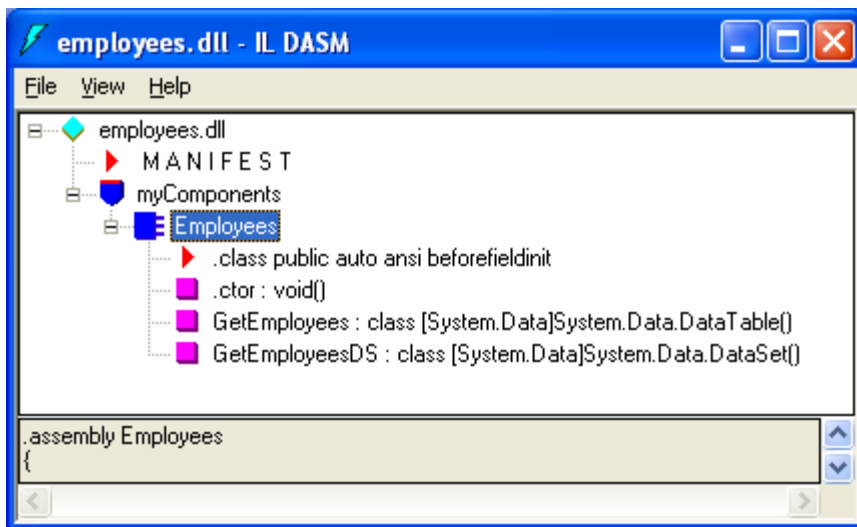 employees.dll - IL DASM
File View Help
employees.dll
M A N I F E S T
myComponents
Employees
.class public auto ansi beforefieldinit
.ctor : void()
GetEmployees : class [System.Data]System.Data.DataTable()
GetEmployeesDS : class [System.Data]System.Data.DataSet()
.assembly Employees
{